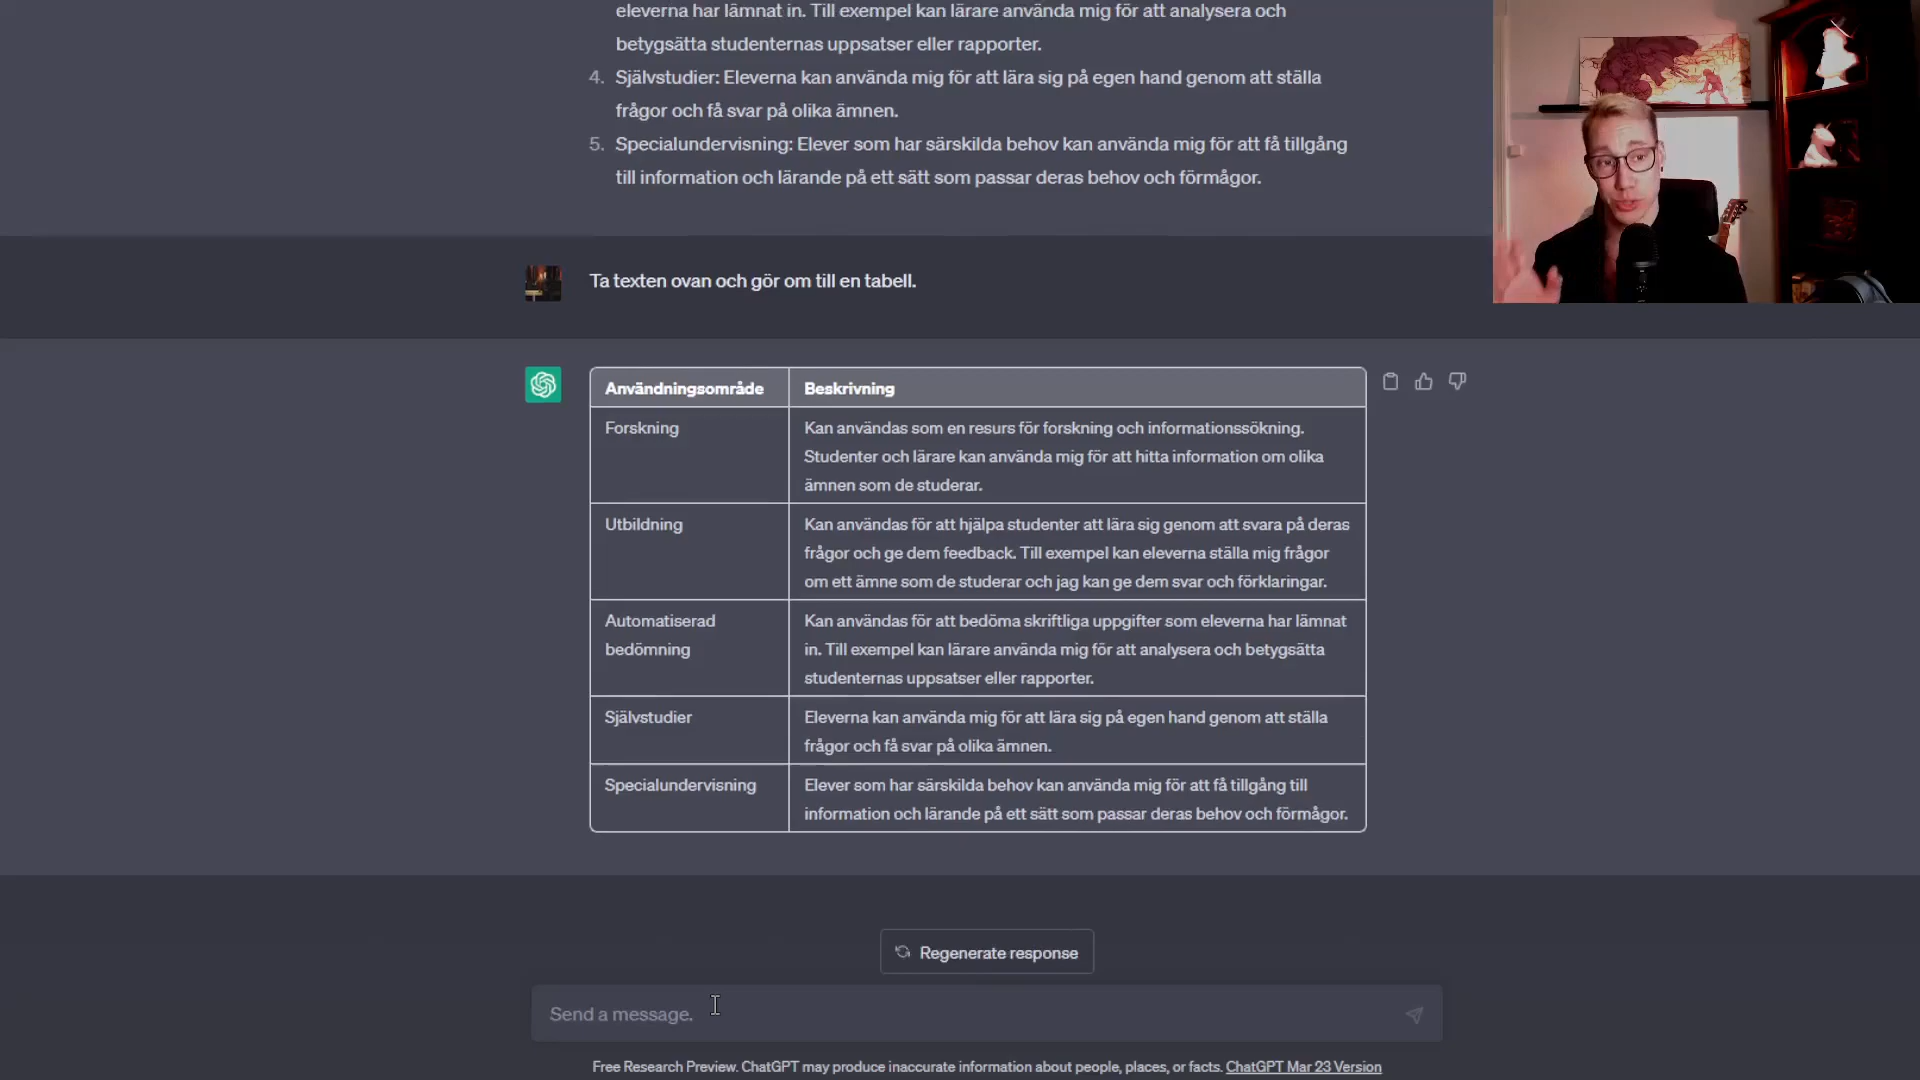 eleverna har lämnat in. Till exempel kan lärare använda mig för att analysera och
betygsätta studenternas uppsatser eller rapporter.
4. Självstudier: Eleverna kan använda mig för att lära sig på egen hand genom att ställa
frågor och få svar på olika ämnen.
5. Specialundervisning: Elever som har särskilda behov kan använda mig för att få tillgång
till information och lärande på ett sätt som passar deras behov och förmågor.
Ta texten ovan och gör om till en tabell.
Användningsområde Beskrivning
Forskning Kan användas som en resurs för forskning och informationssökning.
Studenter och lärare kan använda mig för att hitta information om olika
ämnen som de studerar.
Utbildning Kan användas för att hjälpa studenter att lära sig genom att svara på deras
frågor och ge dem feedback. Till exempel kan eleverna ställa mig frågor
om ett ämne som de studerar och jag kan ge dem svar och förklaringar.
Automatiserad Kan användas för att bedöma skriftliga uppgifter som eleverna har lämnat
bedömning in. Till exempel kan lärare använda mig för att analysera och betygsätta
studenternas uppsatser eller rapporter.
Självstudier Eleverna kan använda mig för att lära sig på egen hand genom att ställa
frågor och få svar på olika ämnen.
Specialundervisning Elever som har särskilda behov kan använda mig för att få tillgång till
information och lärande på ett sätt som passar deras behov och förmågor.
Regenerate response
Send a message.
Free Research Preview. ChatGPT may produce inaccurate information about people, places, or facts. ChatGPT Mar 23 Version